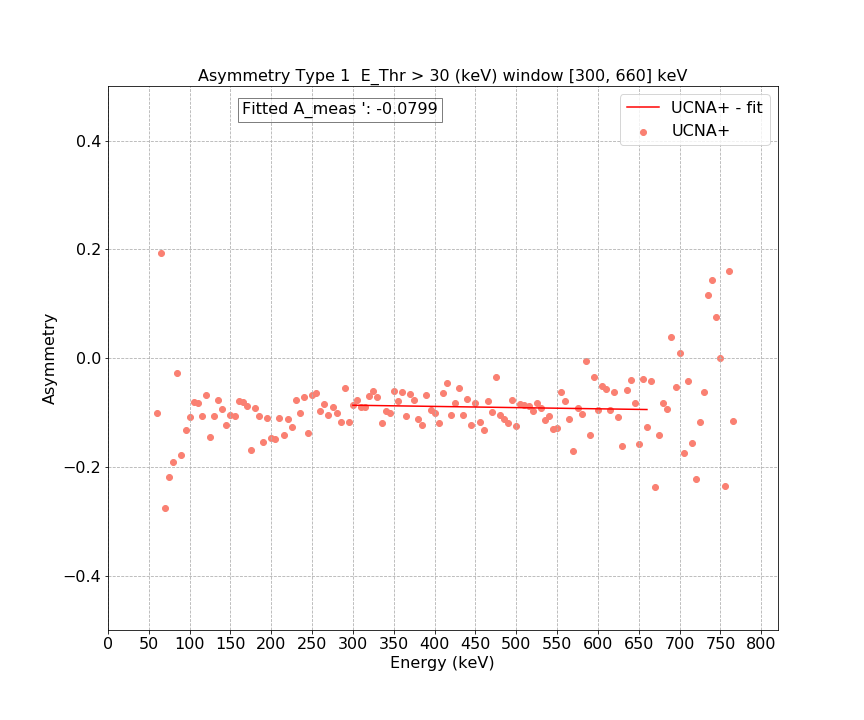 Asymmetry Type 1  E_Thr > 30 (keV) window [300, 660] keV
Fitted A_meas ': -0.0799
UCNA+ - fit
UCNA+
Asymmetry
0.4
0.2
0.0
−0.2
−0.4
0 50 100 150 200 250 300 350 400 450 500 550 600 650 700 750 800
Energy (keV)